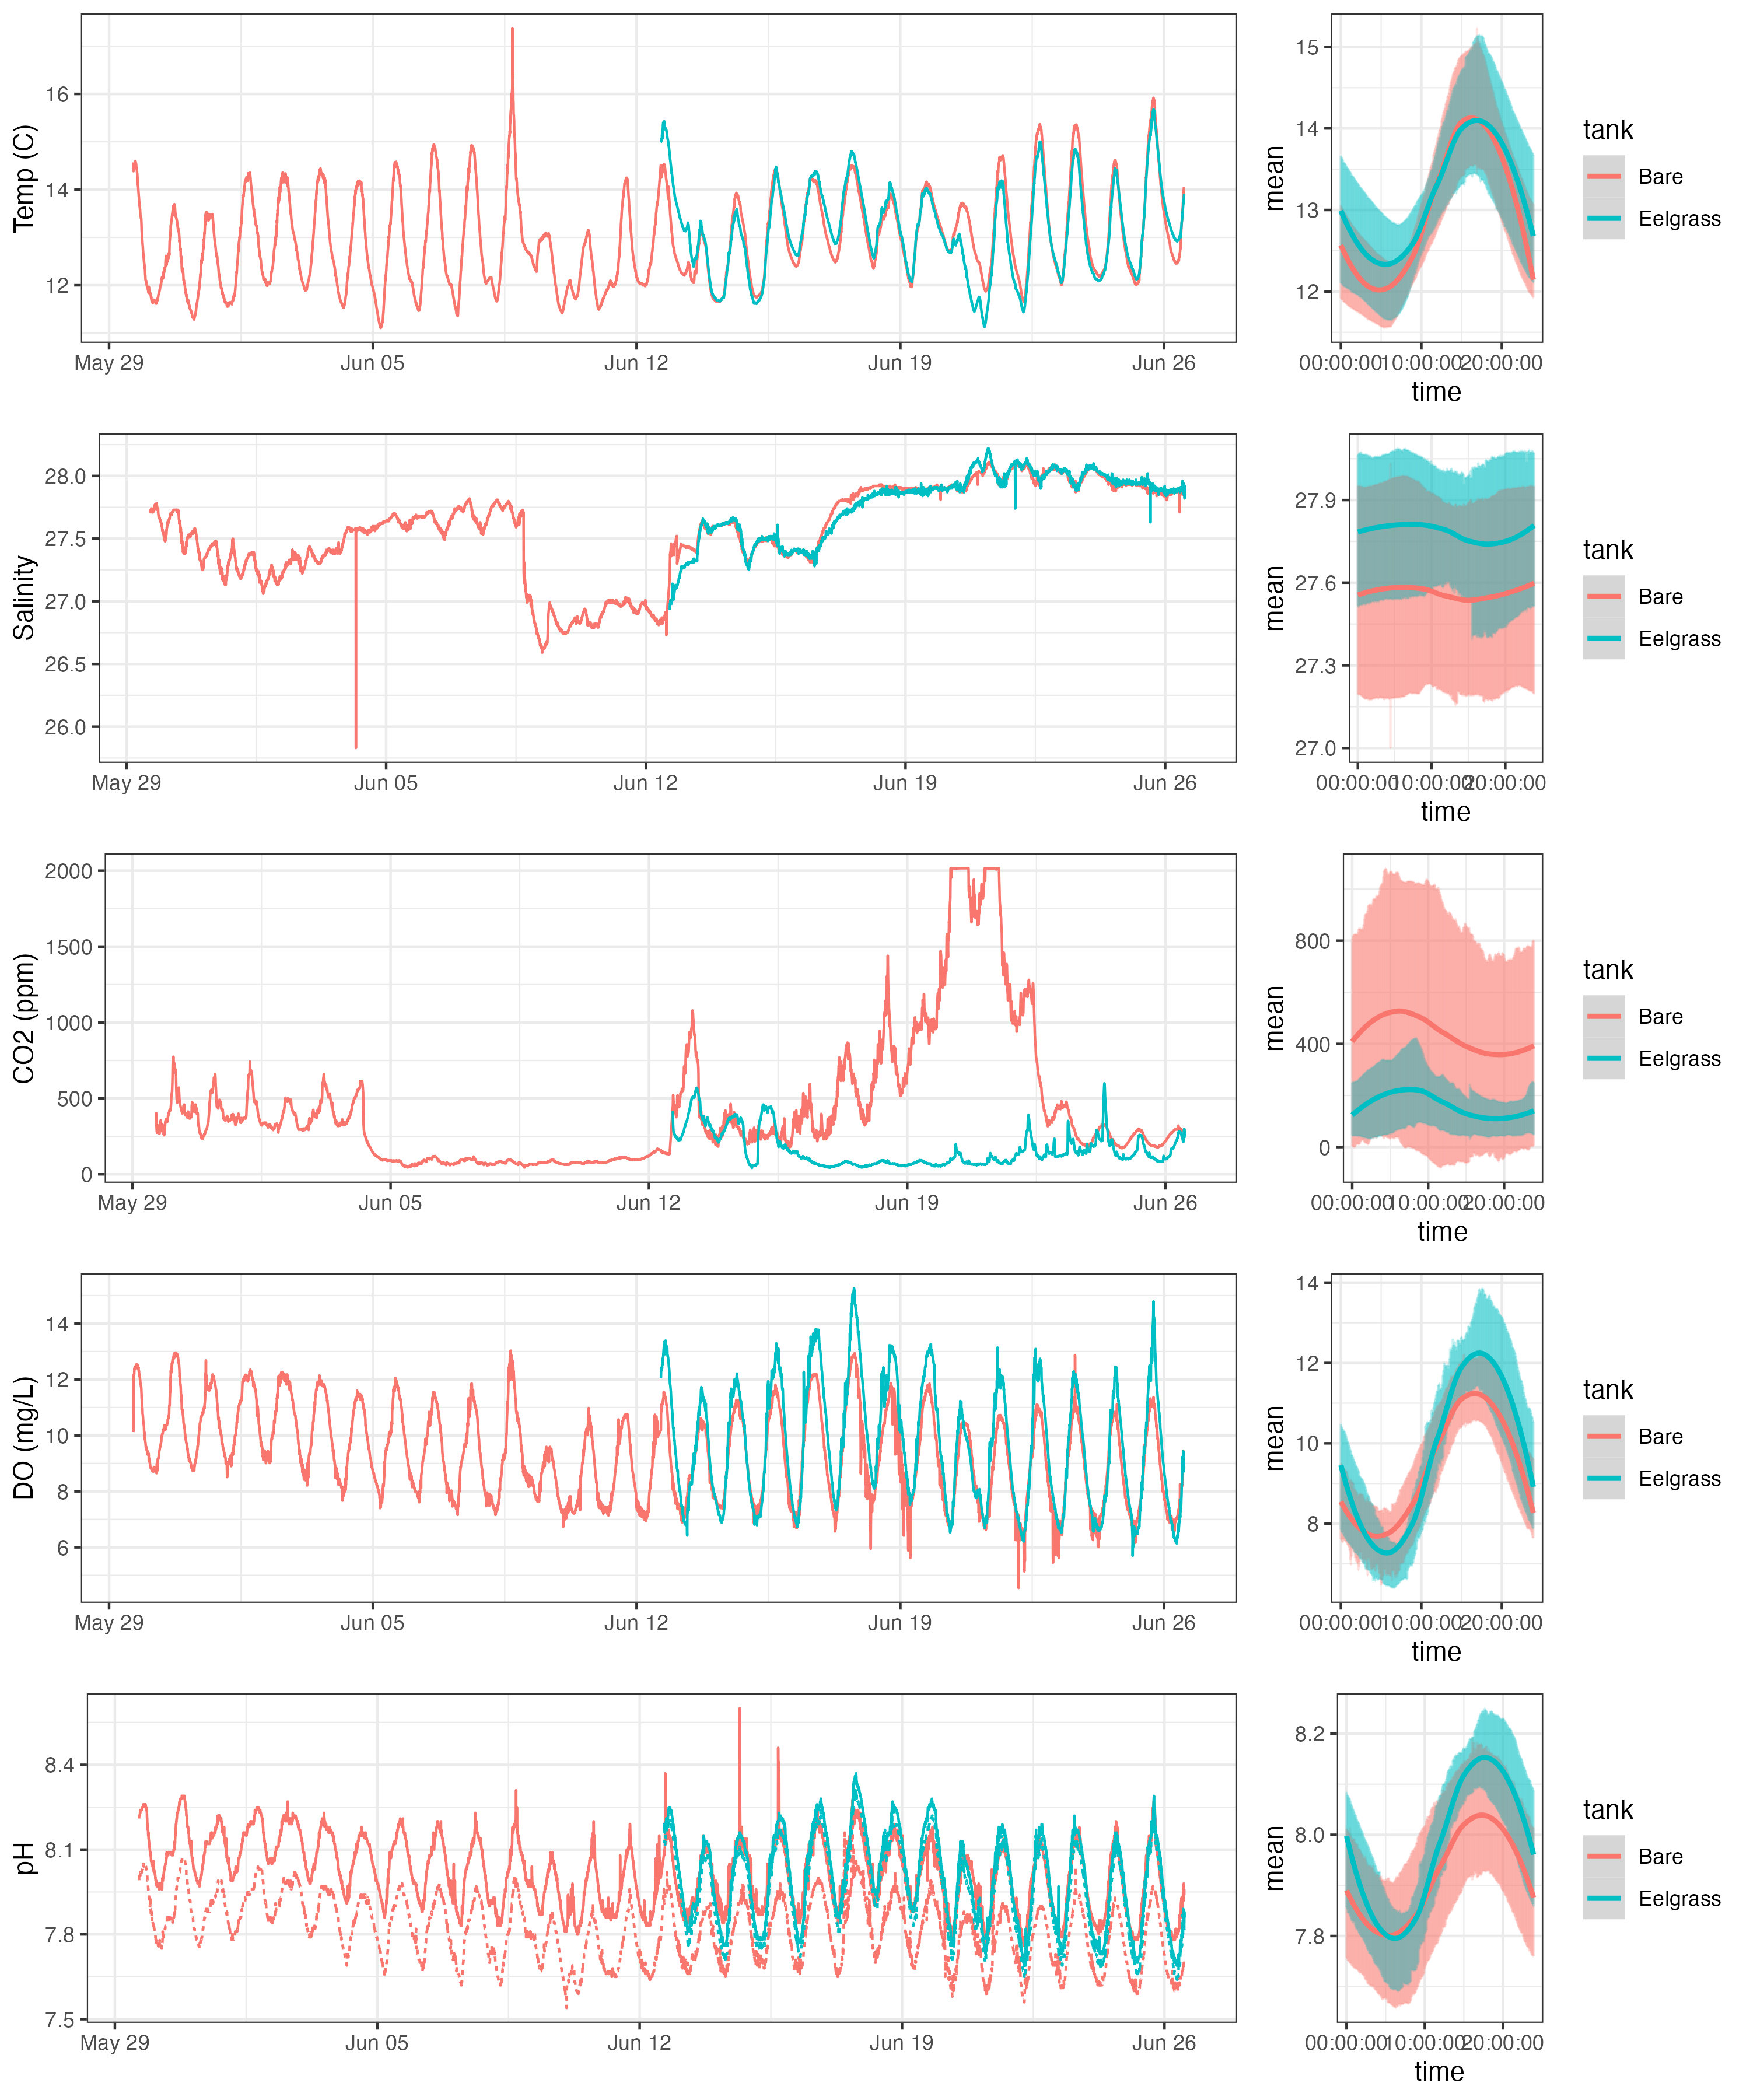 Temp (C)
16
14
12
May 29 Jun 05 Jun 12 Jun 19 Jun 26
mean
15
14
13
12
00:00:00 10:00:00 20:00:00
time
tank
Bare
Eelgrass
Salinity
28.0
27.5
27.0
26.5
26.0
May 29 Jun 05 Jun 12 Jun 19 Jun 26
mean
27.9
27.6
27.3
27.0
00:00:00 10:00:00 20:00:00
time
tank
Bare
Eelgrass
CO2 (ppm)
2000
1500
1000
500
0
May 29 Jun 05 Jun 12 Jun 19 Jun 26
mean
800
400
0
00:00:00 10:00:00 20:00:00
time
tank
Bare
Eelgrass
DO (mg/L)
14
12
10
8
6
May 29 Jun 05 Jun 12 Jun 19 Jun 26
mean
14
12
10
8
00:00:00 10:00:00 20:00:00
time
tank
Bare
Eelgrass
pH
8.4
8.1
7.8
7.5
May 29 Jun 05 Jun 12 Jun 19 Jun 26
mean
8.2
8.0
7.8
00:00:00 10:00:00 20:00:00
time
tank
Bare
Eelgrass